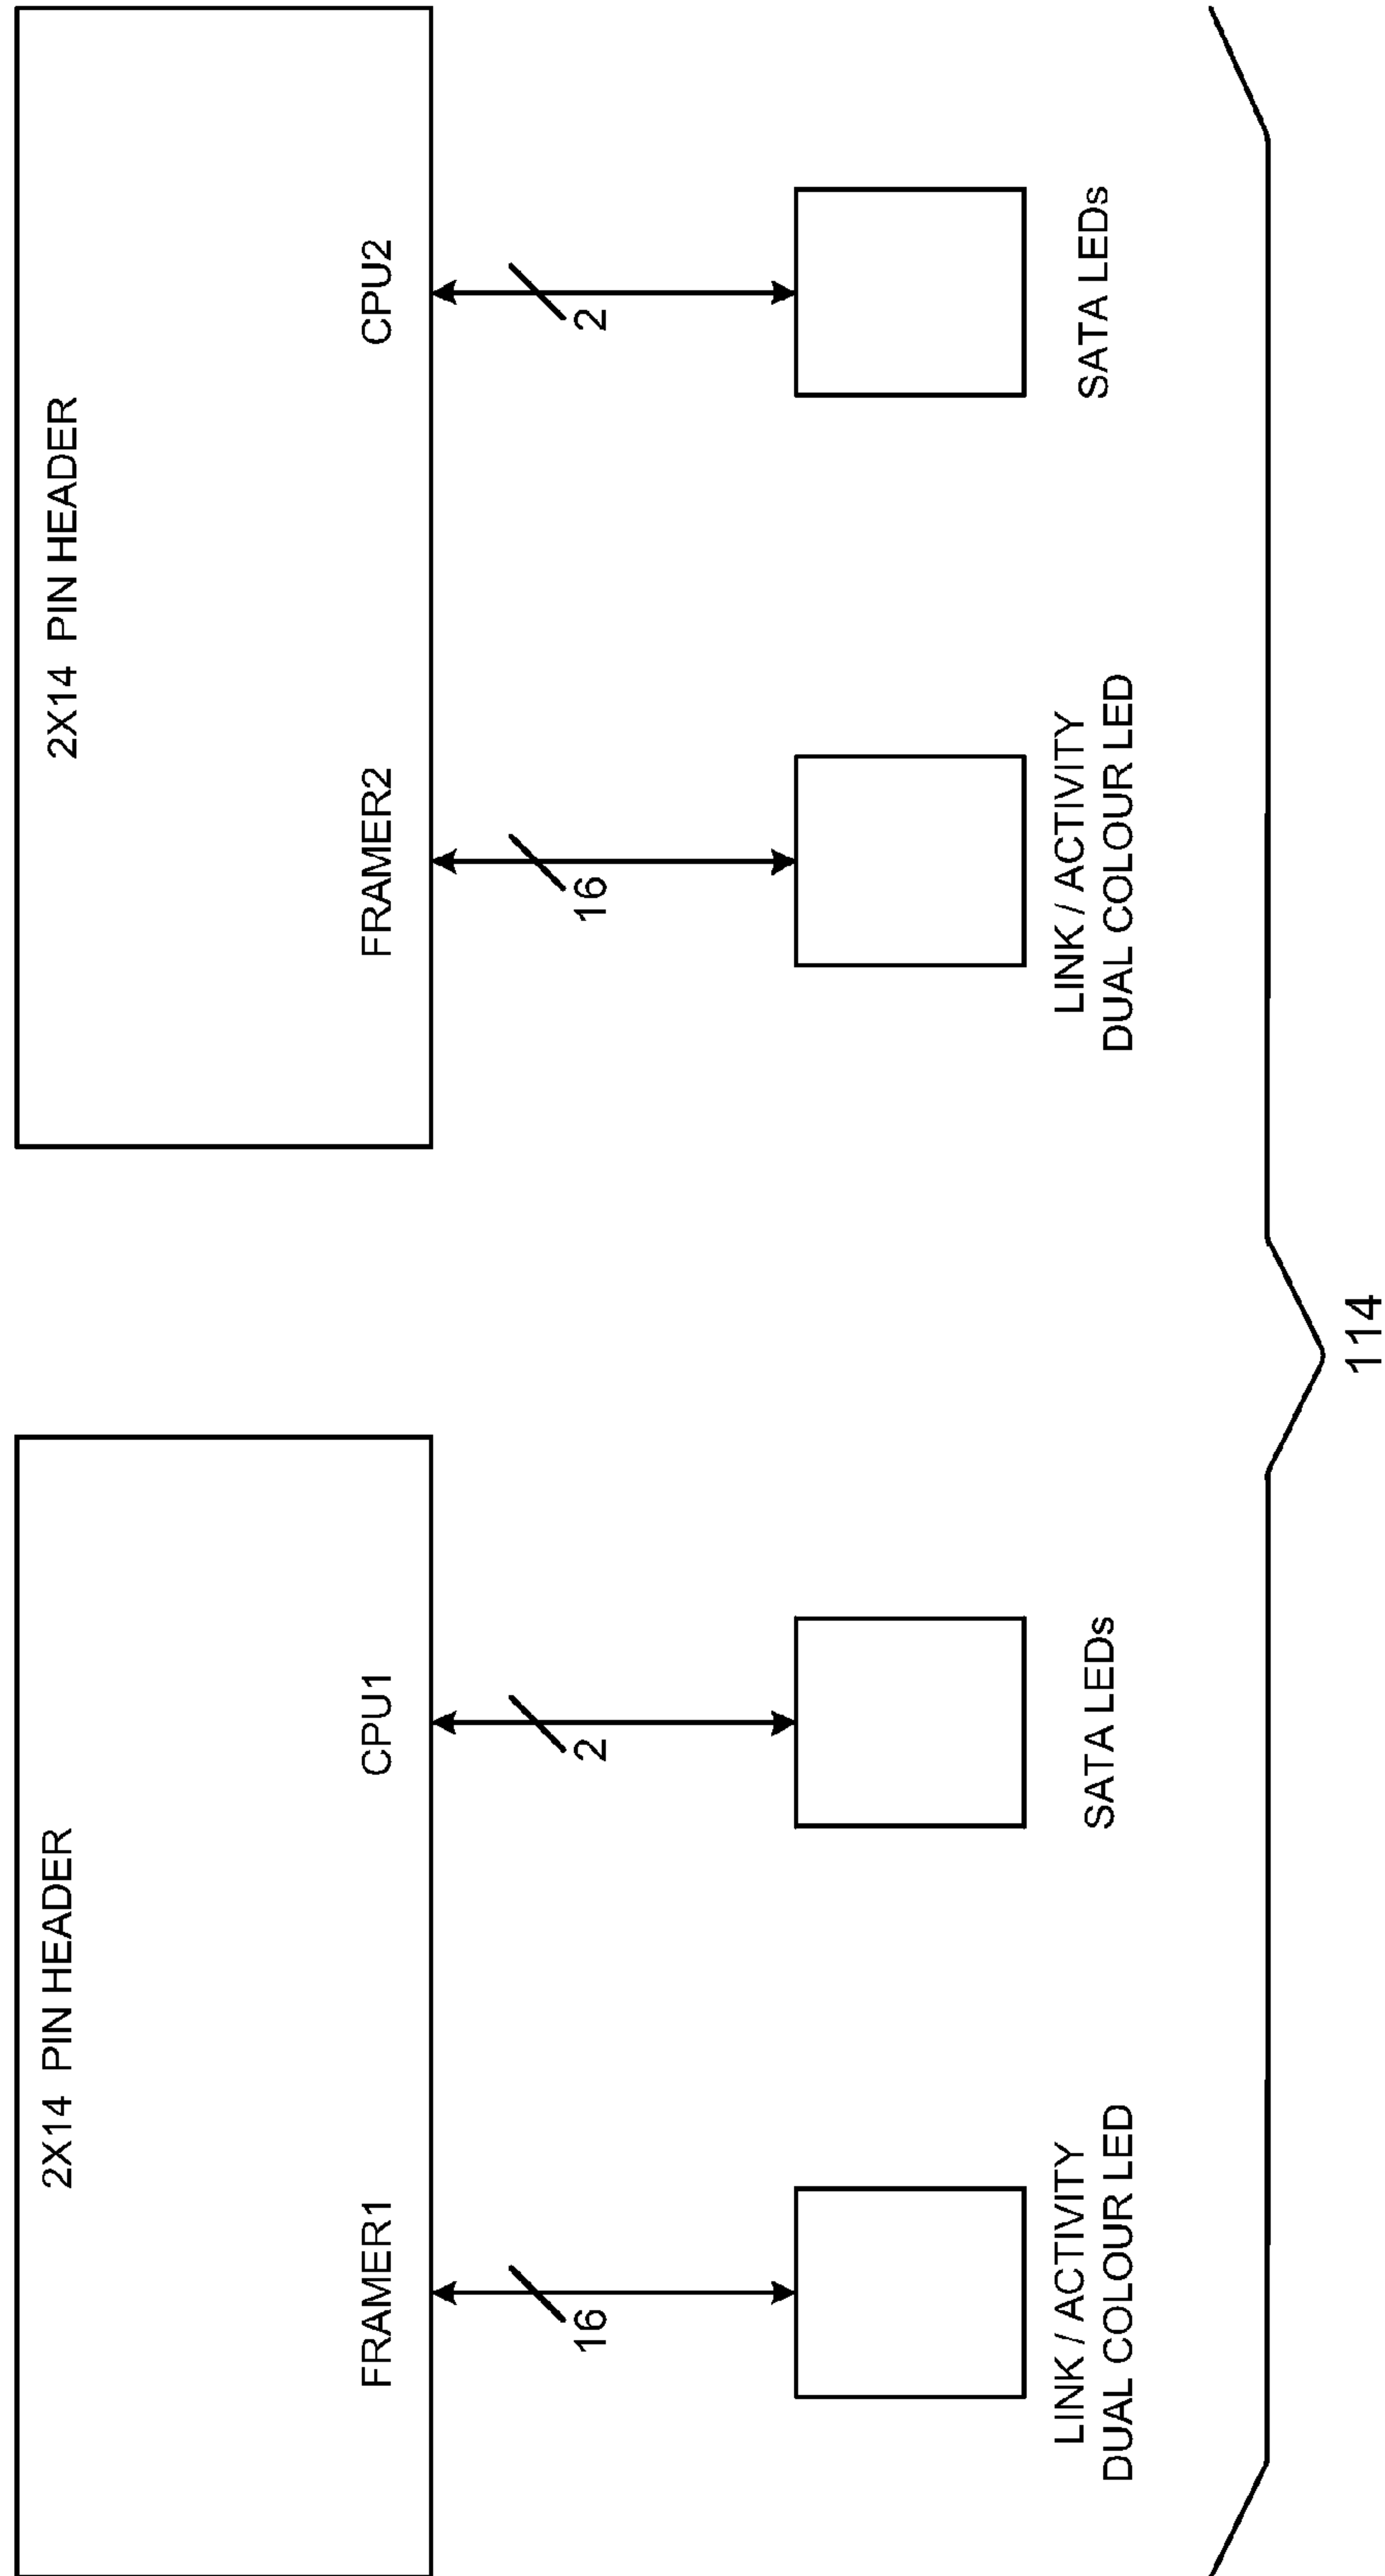 2X14 PIN HEADER
FRAMER1
CPU1
16
2
LINK / ACTIVITY
DUAL COLOUR LED
SATA LEDs
2X14 PIN HEADER
FRAMER2
CPU2
16
2
LINK / ACTIVITY
DUAL COLOUR LED
SATA LEDs
114